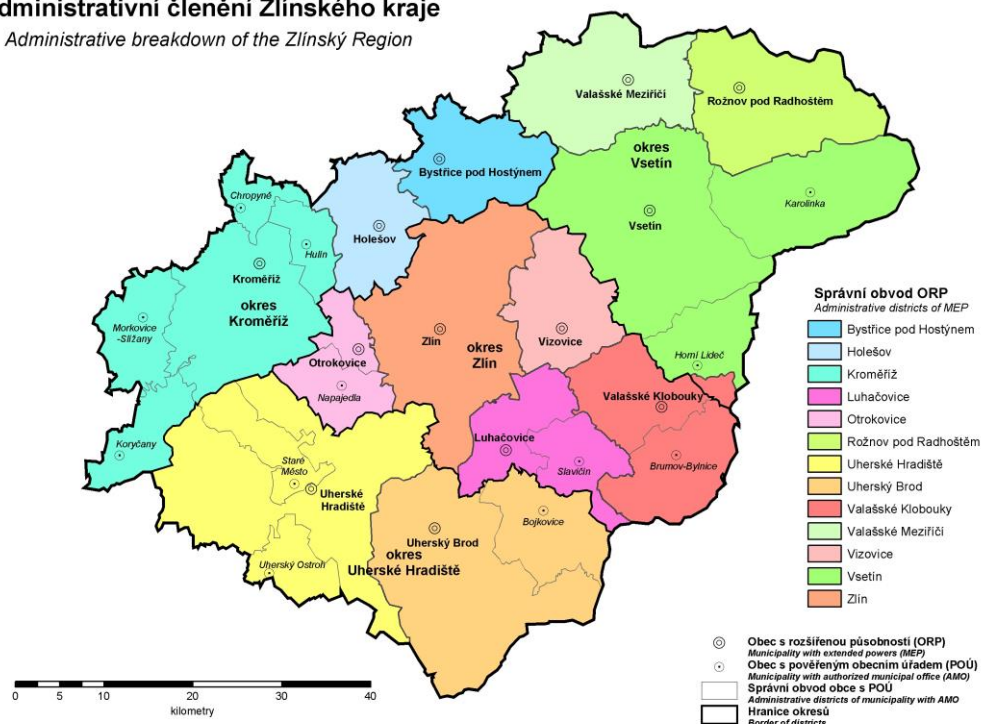 dministrativní členění Zlínského kraje
Administrative breakdown of the Zlínský Region
Valašské Meziříčí
Rožnov pod Radhoštěm
okres
Vsetín
Bystřice pod Hostýnem
Karolinka
Chropyně
Vsetín
Holešov
Hulín
Kroměříž
okres
Kroměříž
Morkovice
-Slížany
Zlín
okres
Zlín
Vizovice
Otrokovice
Horní Lideč
Napajedla
Valašské Klobouky
Luhačovice
Koryčany
Slavičín
Brumov-Bylnice
Staré
Město
Uherské
Hradiště
Bojkovice
Uherský Brod
okres
Uherské Hradiště
Uherský Ostroh
Správní obvod ORP
Administrative districts of MEP
Bystřice pod Hostýnem
Holešov
Kroměříž
Luhačovice
Otrokovice
Rožnov pod Radhoštěm
Uherské Hradiště
Uherský Brod
Valašské Klobouky
Valašské Meziříčí
Vizovice
Vsetín
Zlín
Obec s rozšířenou působností (ORP)
Municipality with extended powers (MEP)
Obec s pověřeným obecním úřadem (POÚ)
Municipality with authorized municipal office (AMO)
Správní obvod obce s POÚ
Administrative districts of municipality with AMO
Hranice okresů
Border of districts
0 5 10 20 30 40
kilometry